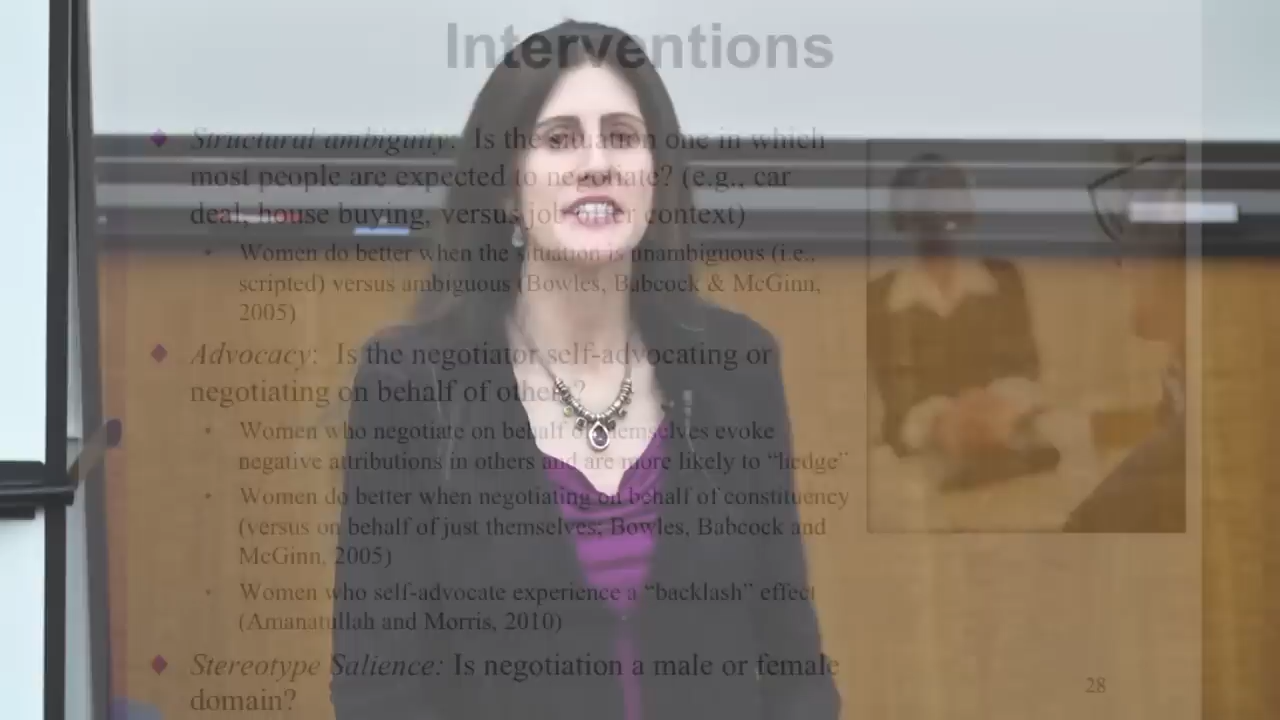 Interventions
Structural ambiguity: Is the situation one in which
most people are expected to negotiate? (e.g., car
deal, house buying, versus job offer context)
Women do better when the situation is unambiguous (i.e.,
scripted) versus ambiguous (Bowles, Babcock & McGinn,
2005)
Advocacy: Is the negotiator self-advocating or
negotiating on behalf of others?
Women who negotiate on behalf of themselves evoke
negative attributions in others and are more likely to “hedge”
Women do better when negotiating on behalf of constituency
(versus on behalf of just themselves; Bowles, Babcock and
McGinn, 2005)
Women who self-advocate experience a “backlash” effect
(Amanatullah and Morris, 2010)
Stereotype Salience: Is negotiation a male or female
domain?
28